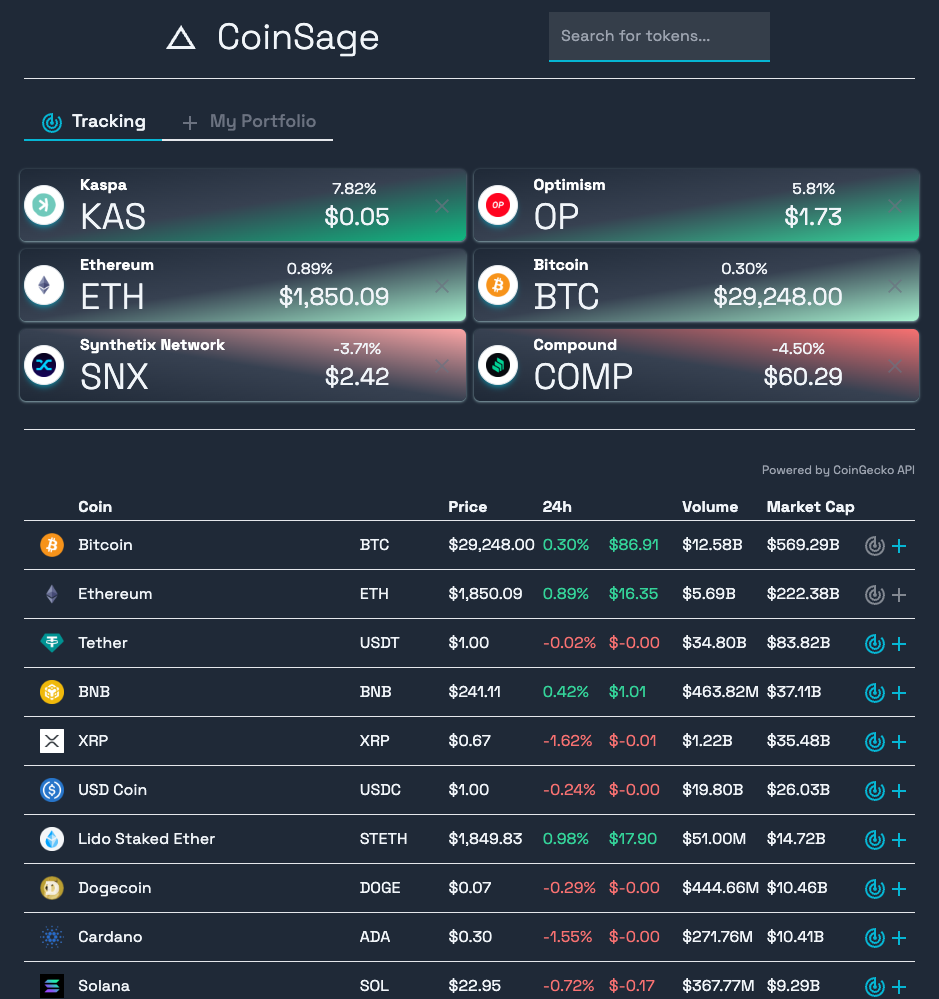 CoinSage
Search for tokens...
Tracking
My Portfolio
Kaspa
7.82%
KAS
$0.05
Optimism
5.81%
OP
OP
$1.73
Ethereum
0.89%
ETH
$1,850.09
Bitcoin
0.30%
BTC
$29,248.00
Synthetix Network
-3.71%
SNX
$2.42
Compound
-4.50%
COMP
$60.29
Powered by CoinGecko API
Coin Price 24h Volume Market Cap
Bitcoin BTC $29,248.00 0.30% $86.91 $12.58B $569.29B
Ethereum ETH $1,850.09 0.89% $16.35 $5.69B $222.38B
Tether USDT $1.00 -0.02% $-0.00 $34.80B $83.82B
BNB BNB $241.11 0.42% $1.01 $463.82M $37.11B
XRP XRP $0.67 -1.62% $-0.01 $1.22B $35.48B
USD Coin USDC $1.00 -0.24% $-0.00 $19.80B $26.03B
Lido Staked Ether STETH $1,849.83 0.98% $17.90 $51.00M $14.72B
Dogecoin DOGE $0.07 -0.29% $-0.00 $444.66M $10.46B
Cardano ADA $0.30 -1.55% $-0.00 $271.76M $10.41B
Solana SOL $22.95 -0.72% $-0.17 $367.77M $9.29B